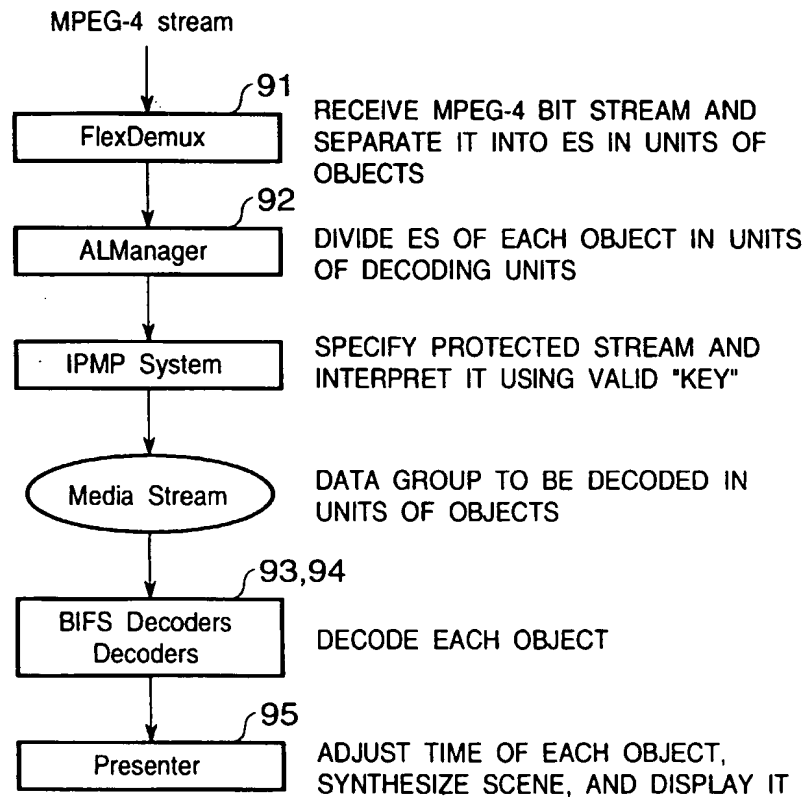 MPEG-4 stream
91
FlexDemux
RECEIVE MPEG-4 BIT STREAM AND
SEPARATE IT INTO ES IN UNITS OF
OBJECTS
92
ALManager
DIVIDE ES OF EACH OBJECT IN UNITS
OF DECODING UNITS
IPMP System
SPECIFY PROTECTED STREAM AND
INTERPRET IT USING VALID "KEY"
Media Stream
DATA GROUP TO BE DECODED IN
UNITS OF OBJECTS
93,94
BIFS Decoders
Decoders
DECODE EACH OBJECT
95
Presenter
ADJUST TIME OF EACH OBJECT,
SYNTHESIZE SCENE, AND DISPLAY IT